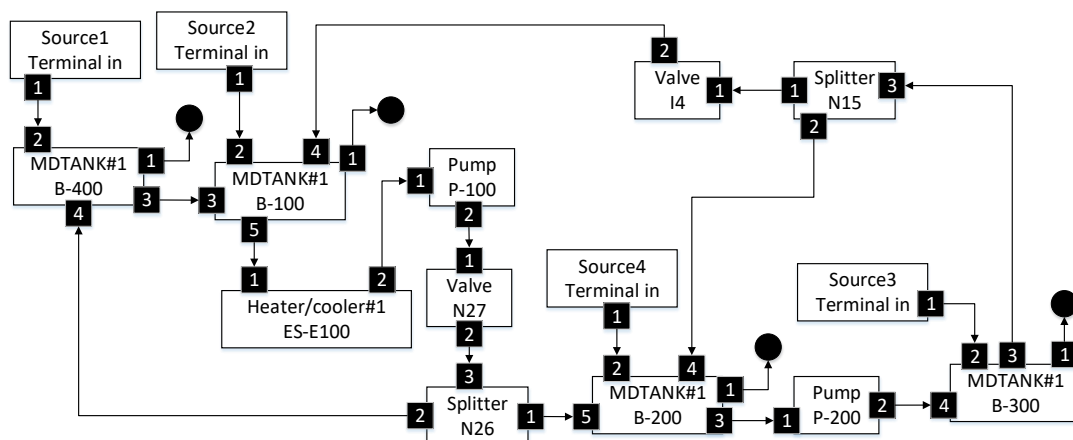 Source1
Terminal in
1
Source2
Terminal in
1
2
Valve
I4
1
1
Splitter
N15
3
2
2
MDTANK#1
B-400
1
3
4
2
4
1
3
MDTANK#1
B-100
5
1
Pump
P-100
2
1
2
Heater/cooler#1
ES-E100
1
Valve
N27
2
Source4
Terminal in
1
Source3
Terminal in
1
3
2
Splitter
N26
1
2
4
1
5
MDTANK#1
B-200
3
1
Pump
P-200
2
2
3
1
4
MDTANK#1
B-300